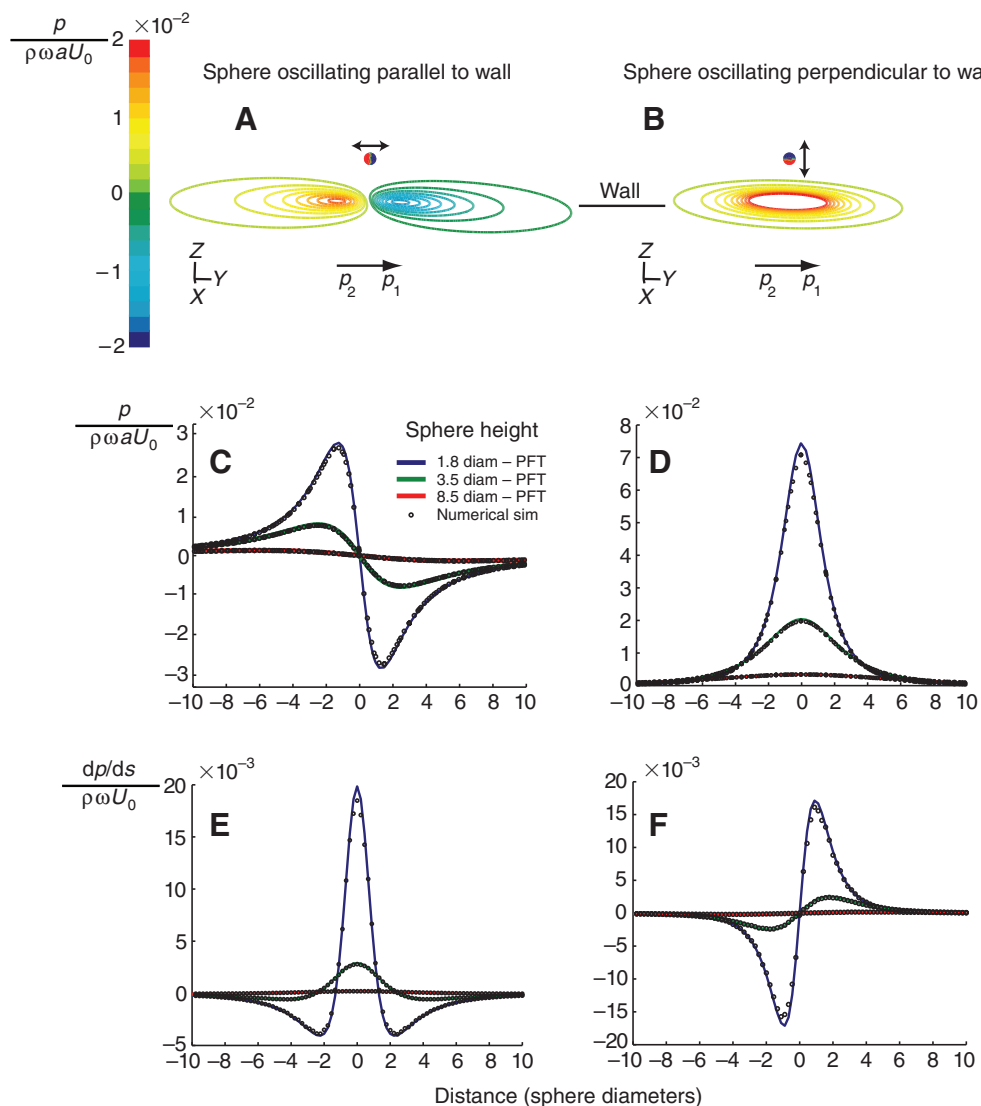 p
ρωaU0
×10−2
2
1
0
−1
−2
Sphere oscillating parallel to wall
Sphere oscillating perpendicular to wa
A
B
Wall
Z
Y
X
p2 p1
Z
Y
X
p2 p1
p
ρωaU0
×10−2
C
Sphere height
1.8 diam – PFT
3.5 diam – PFT
8.5 diam – PFT
Numerical sim
3
2
1
0
−1
−2
−3
−10 −8 −6 −4 −2 0 2 4 6 8 10
×10−2
D
8
7
6
5
4
3
2
1
0
−10 −8 −6 −4 −2 0 2 4 6 8 10
dp/ds
ρωU0
×10−3
E
20
15
10
5
0
−5
−10 −8 −6 −4 −2 0 2 4 6 8 10
×10−3
F
20
15
10
5
0
−5
−10
−15
−20
−10 −8 −6 −4 −2 0 2 4 6 8 10
Distance (sphere diameters)